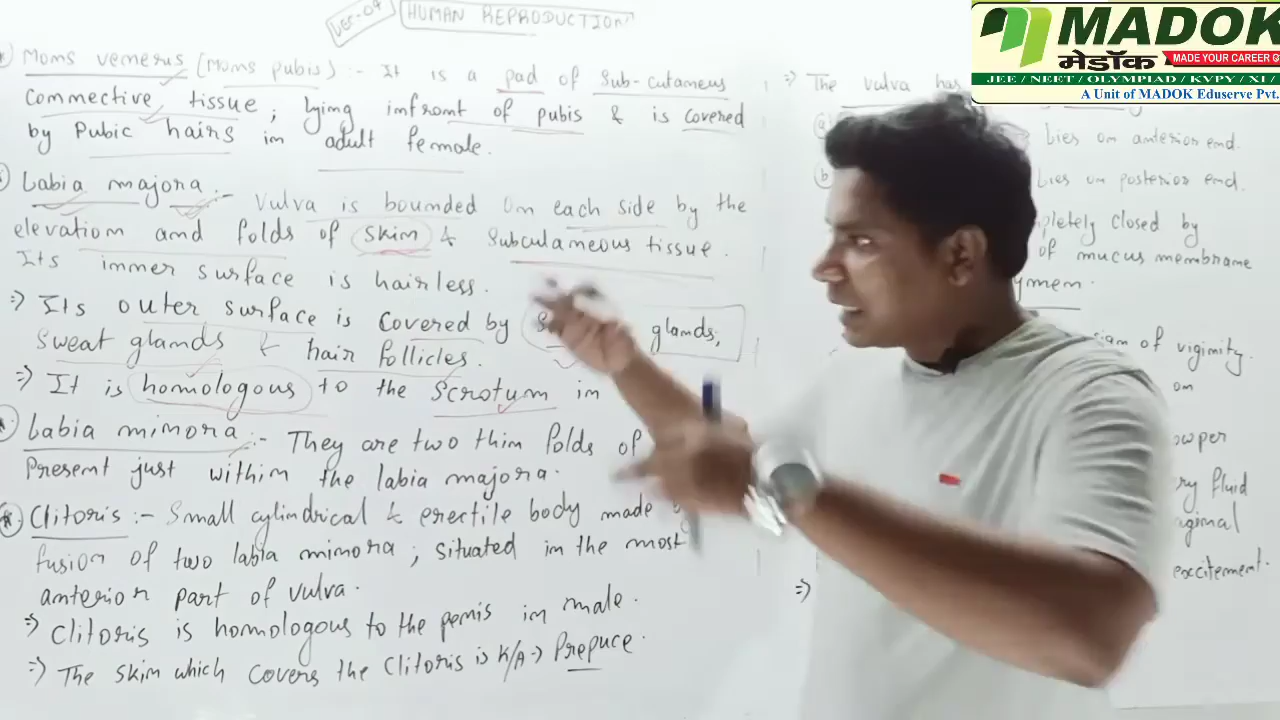 LEC-09 HUMAN REPRODUCTION
MADOK
मेडॉक MADE YOUR CAREER G
JEE / NEET / OLYMPIAD / KVPY / XI /
A Unit of MADOK Eduserve Pvt.
Mons veneris (Mons pubis) :- It is a pad of sub-cutaneous
connective tissue, lying infront of pubis & is covered
by Pubic hairs in adult female.
Labia majora :- Vulva is bounded on each side by the
elevation and folds of skin & subculaneous tissue.
Its inner surface is hairless.
⇒ Its outer surface is covered by glands,
Sweat glands & hair follicles.
⇒ It is homologous to the Scrotum in
Labia minora :- They are two thin folds of
Present just within the labia majora.
Clitoris :- Small cylindrical & erectile body made
fusion of two labia minora, situated in the most
anterior part of vulva.
⇒ Clitoris is homologous to the penis in male.
⇒ The skin which covers the Clitoris is K/A → Prepuce.
⇒ The vulva has
(a) Lies on anterior end.
(b) Lies on posterior end.
closed by
of mucus membrane
of viginity.
on
fluid
excitement.
⇒